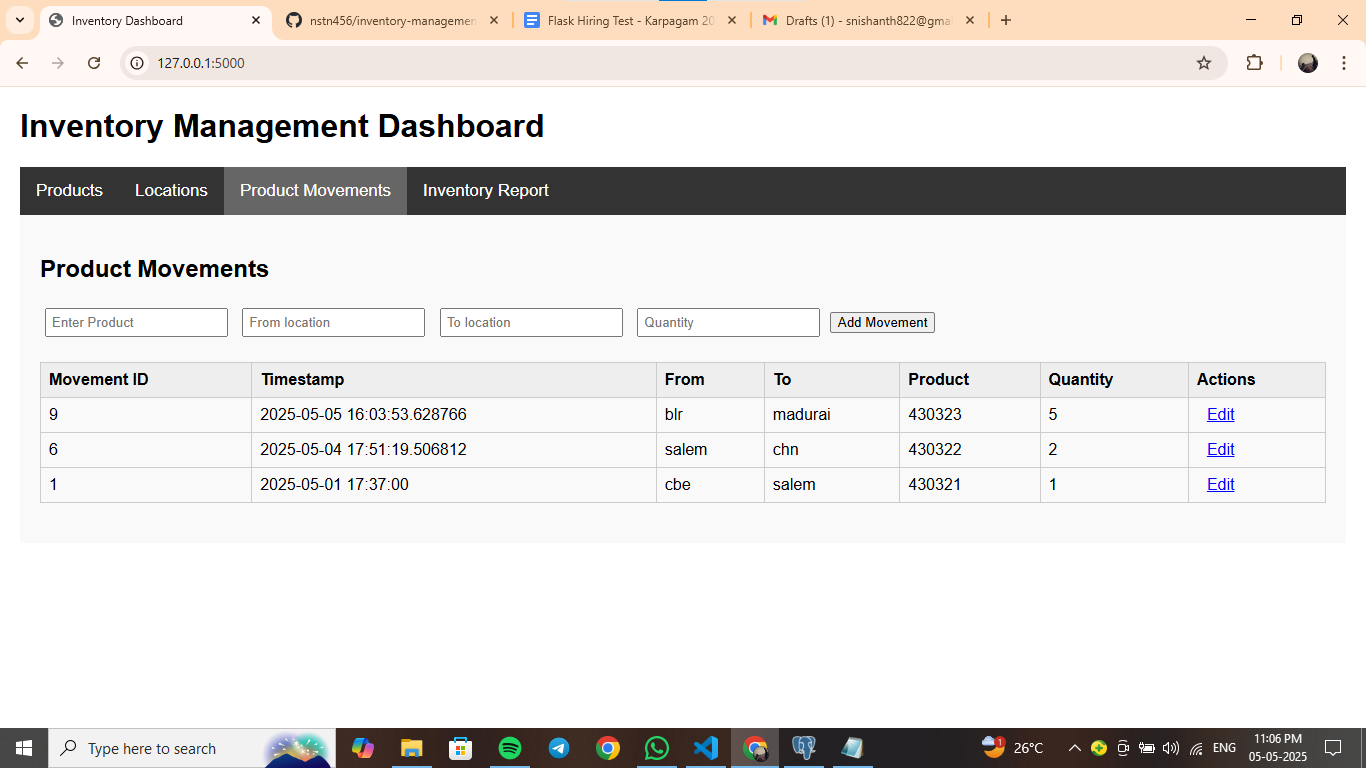 Inventory Dashboard
nstn456/inventory-managemen
Flask Hiring Test - Karpagam 20
Drafts (1) - snishanth822@gmai
127.0.0.1:5000
Inventory Management Dashboard
Products Locations Product Movements Inventory Report
Product Movements
Enter Product From location To location Quantity Add Movement
Movement ID Timestamp From To Product Quantity Actions
9 2025-05-05 16:03:53.628766 blr madurai 430323 5 Edit
6 2025-05-04 17:51:19.506812 salem chn 430322 2 Edit
1 2025-05-01 17:37:00 cbe salem 430321 1 Edit
Type here to search
1
26°C
ENG
11:06 PM
05-05-2025